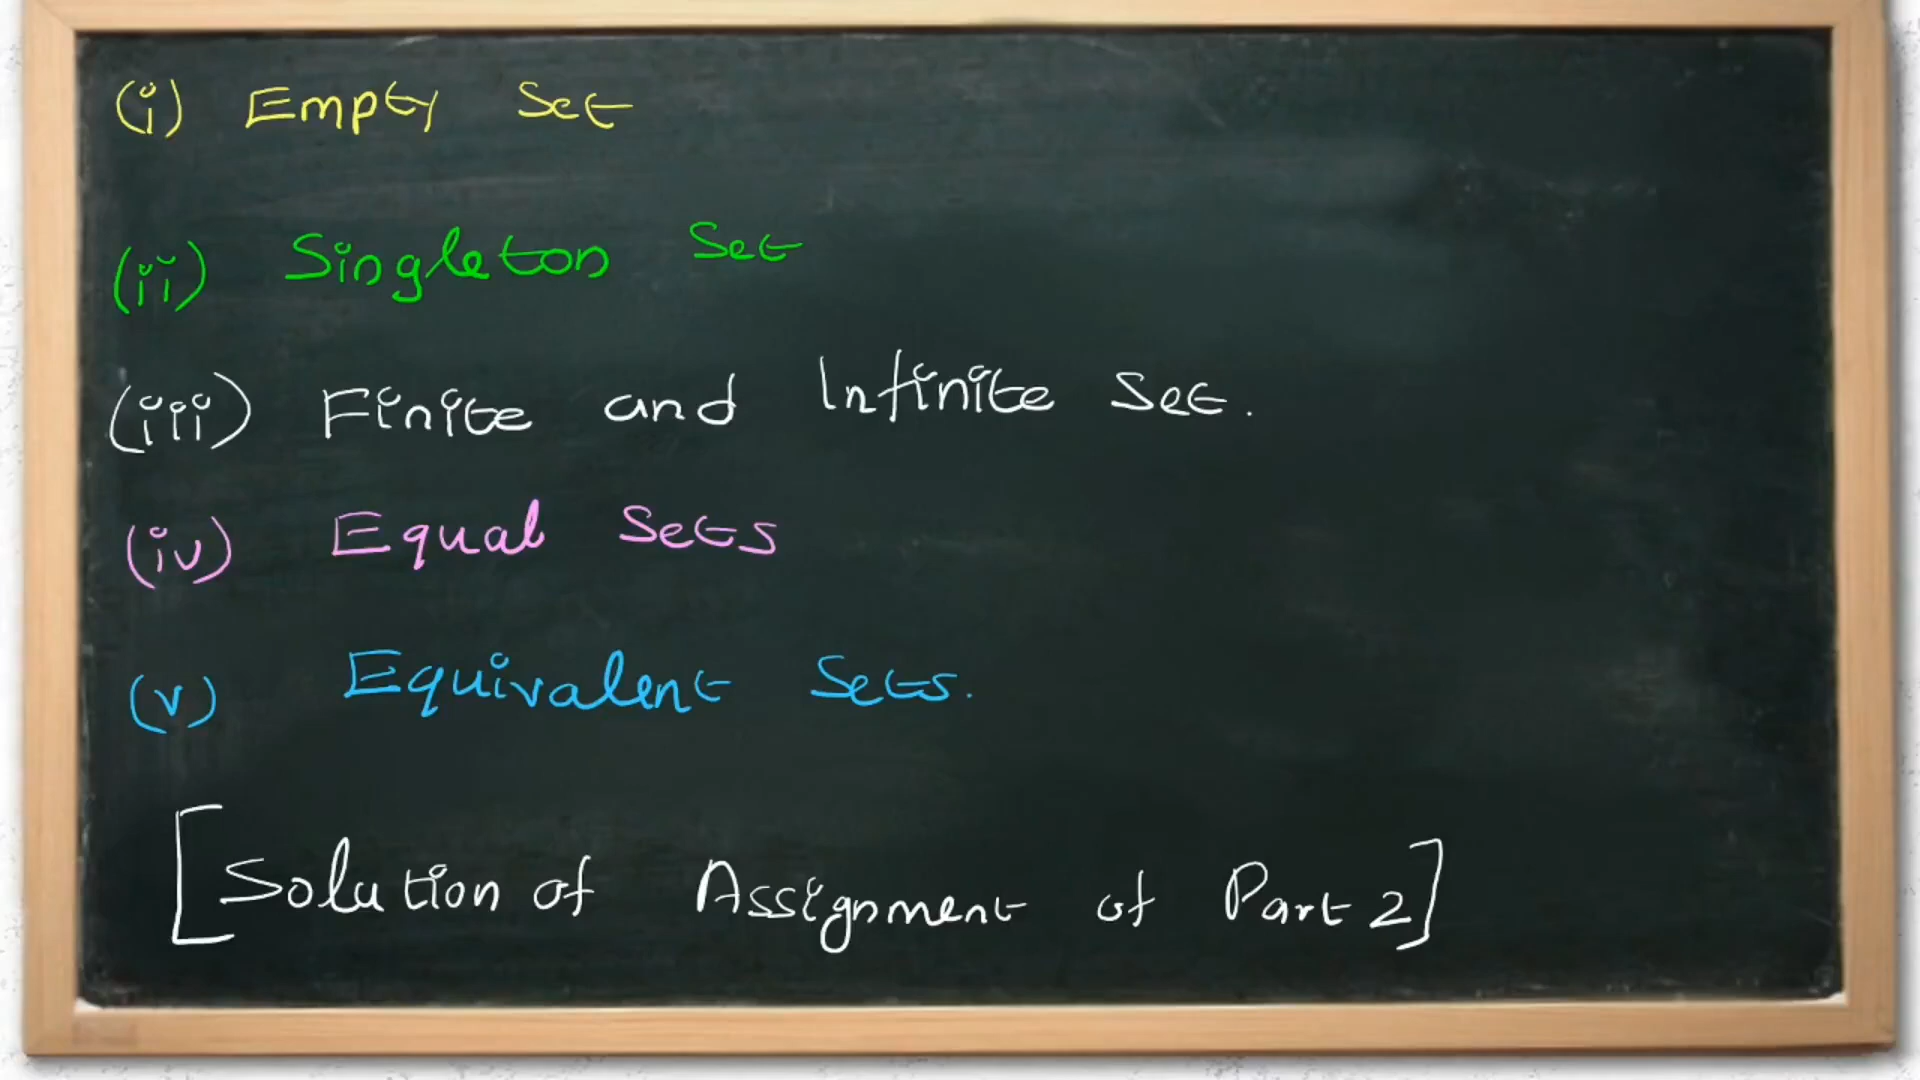 (i) Empty Set
(ii) Singleton Set
(iii) Finite and Infinite Set.
(iv) Equal Sets
(v) Equivalent Sets.
[Solution of Assignment of Part 2]